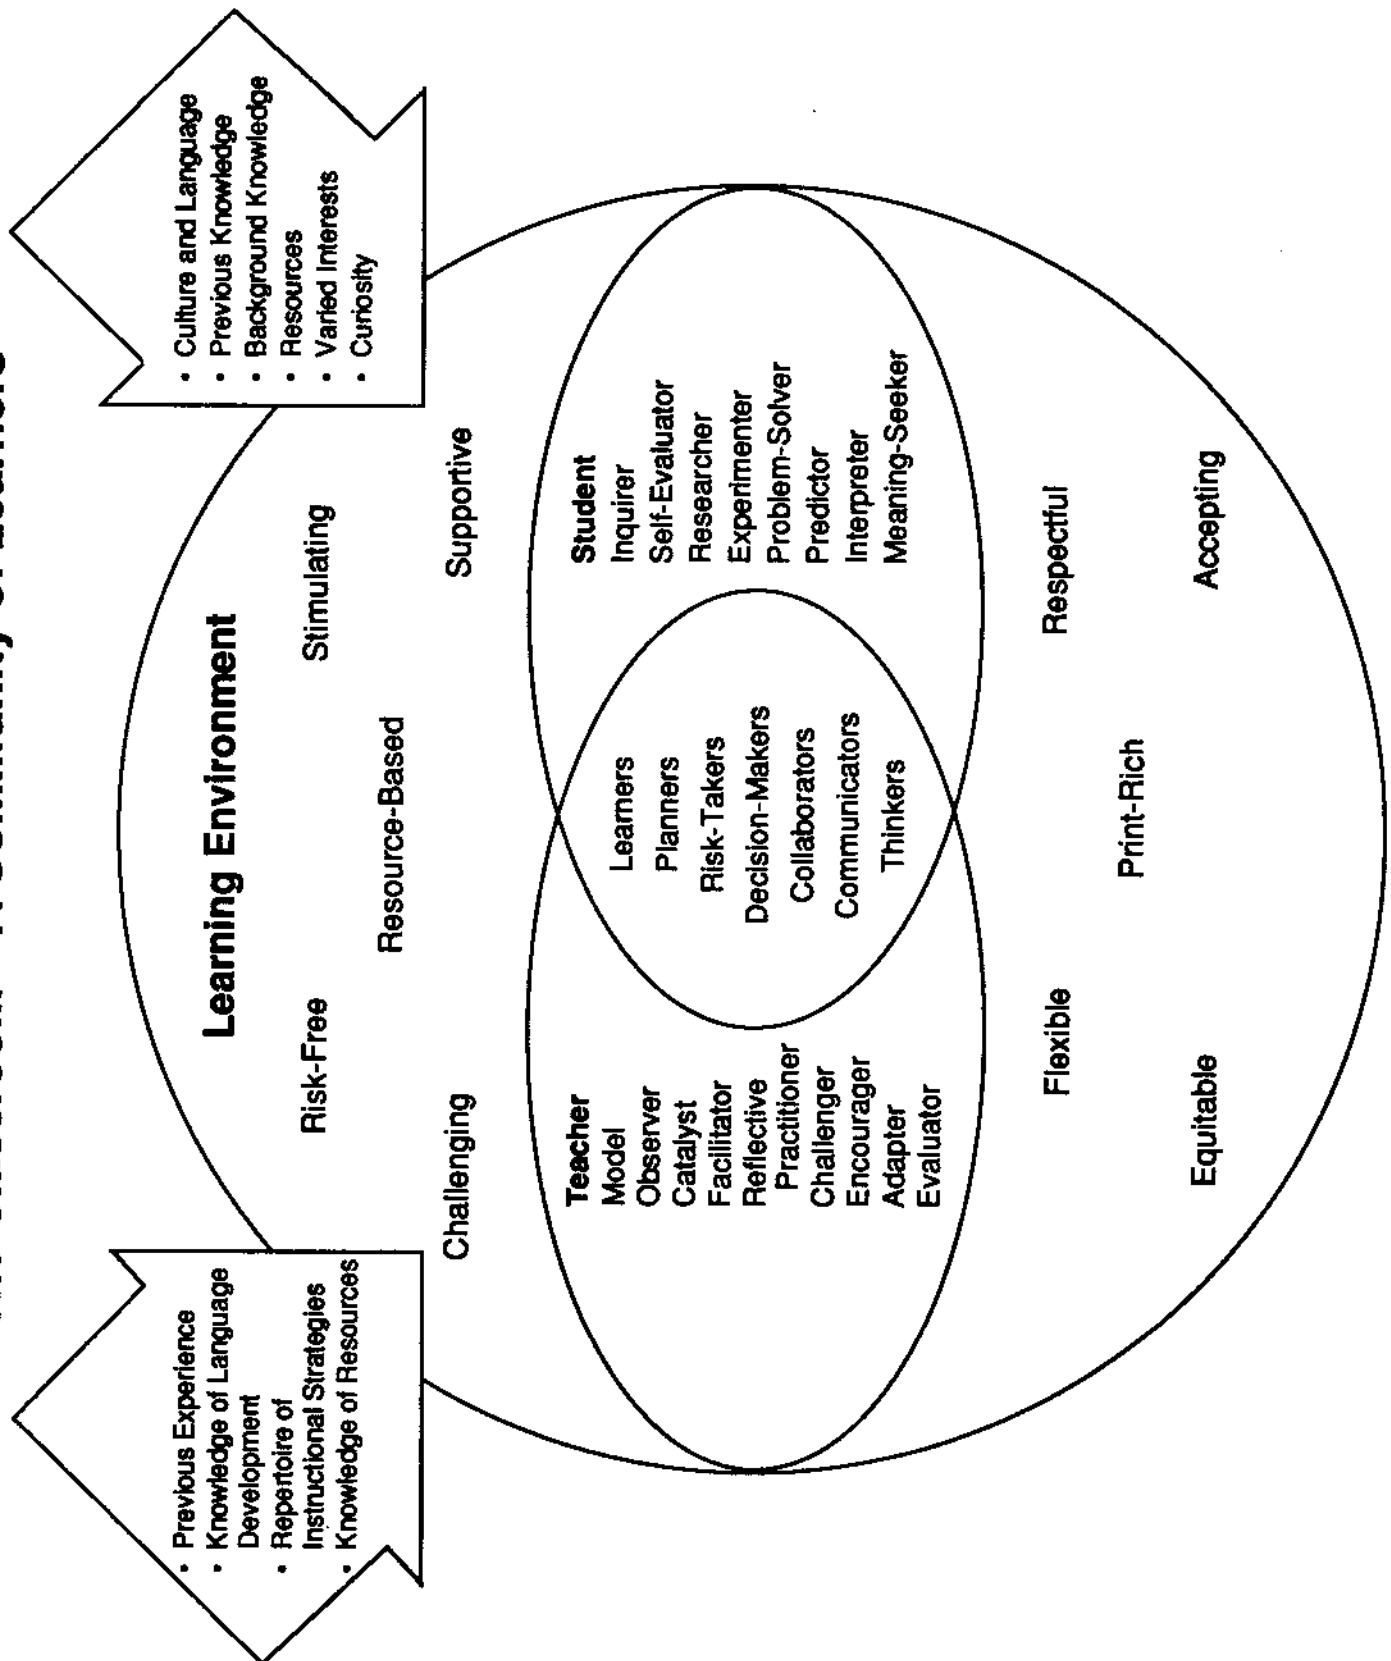 • Previous Experience
• Knowledge of Language
Development
• Repertoire of
Instructional Strategies
• Knowledge of Resources
• Culture and Language
• Previous Knowledge
• Background Knowledge
• Resources
• Varied Interests
• Curiosity
Learning Environment
Risk-Free
Stimulating
Resource-Based
Challenging
Supportive
Teacher
Model
Observer
Catalyst
Facilitator
Reflective
Practitioner
Challenger
Encourager
Adapter
Evaluator
Learners
Planners
Risk-Takers
Decision-Makers
Collaborators
Communicators
Thinkers
Student
Inquirer
Self-Evaluator
Researcher
Experimenter
Problem-Solver
Predictor
Interpreter
Meaning-Seeker
Flexible
Respectful
Print-Rich
Equitable
Accepting